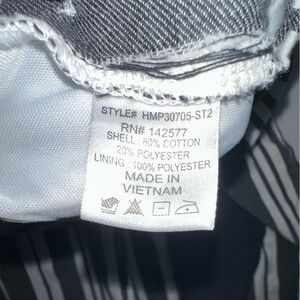 STYLE# HMP30705-ST2
RN# 142577
SHELL: 80% COTTON
20% POLYESTER
LINING: 100% POLYESTER
MADE IN
VIETNAM